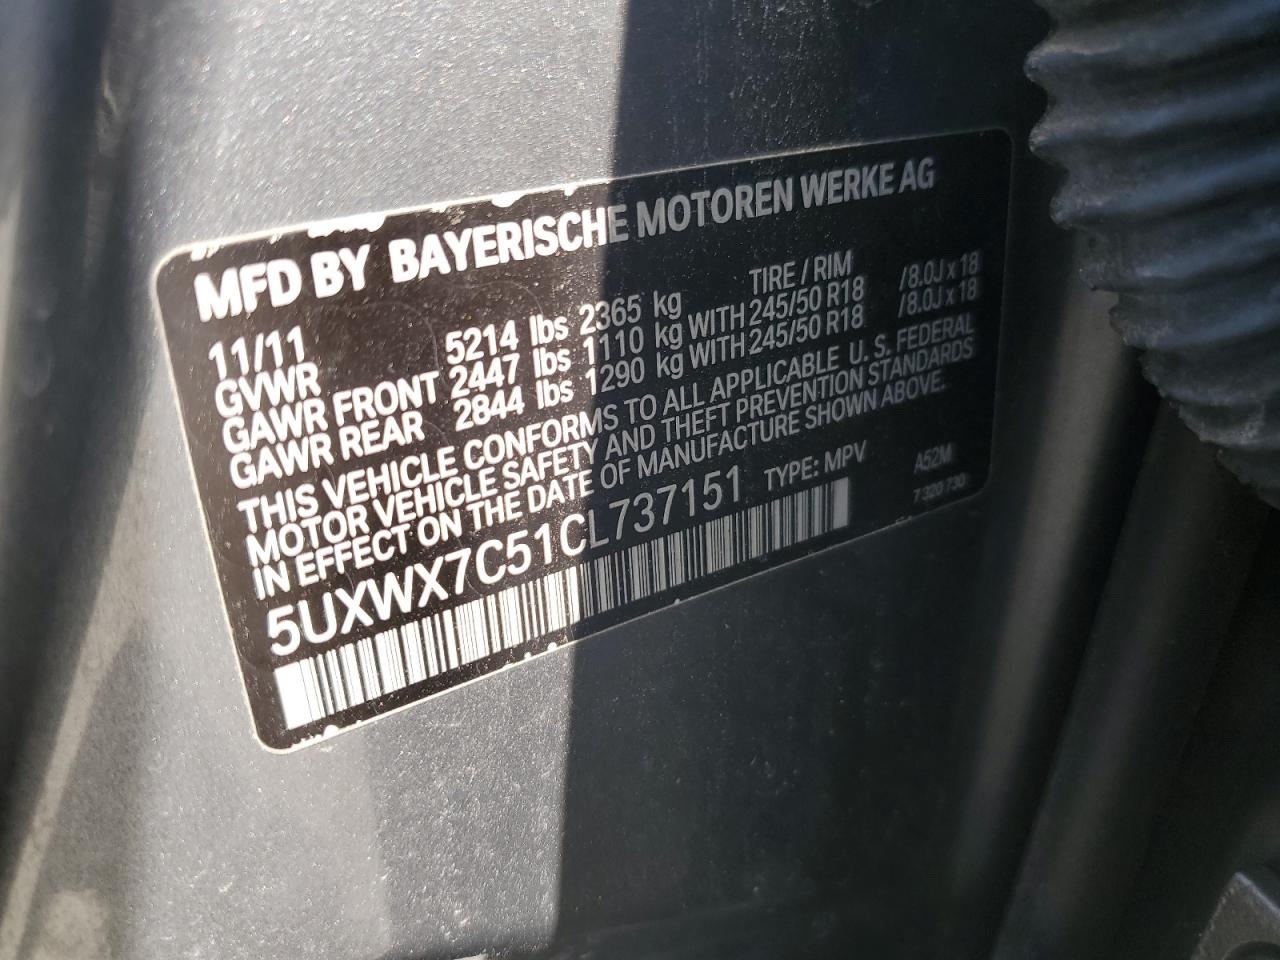 MFD BY BAYERISCHE MOTOREN WERKE AG
11/11 TIRE / RIM
GVWR 5214 lbs 2365 kg
GAWR FRONT 2447 lbs 1110 kg WITH 245/50 R18 /8.0J x 18
GAWR REAR 2844 lbs 1290 kg WITH 245/50 R18 /8.0J x 18
THIS VEHICLE CONFORMS TO ALL APPLICABLE U. S. FEDERAL
MOTOR VEHICLE SAFETY AND THEFT PREVENTION STANDARDS
IN EFFECT ON THE DATE OF MANUFACTURE SHOWN ABOVE.
5UXWX7C51CL737151 TYPE: MPV A52M
7 320 730